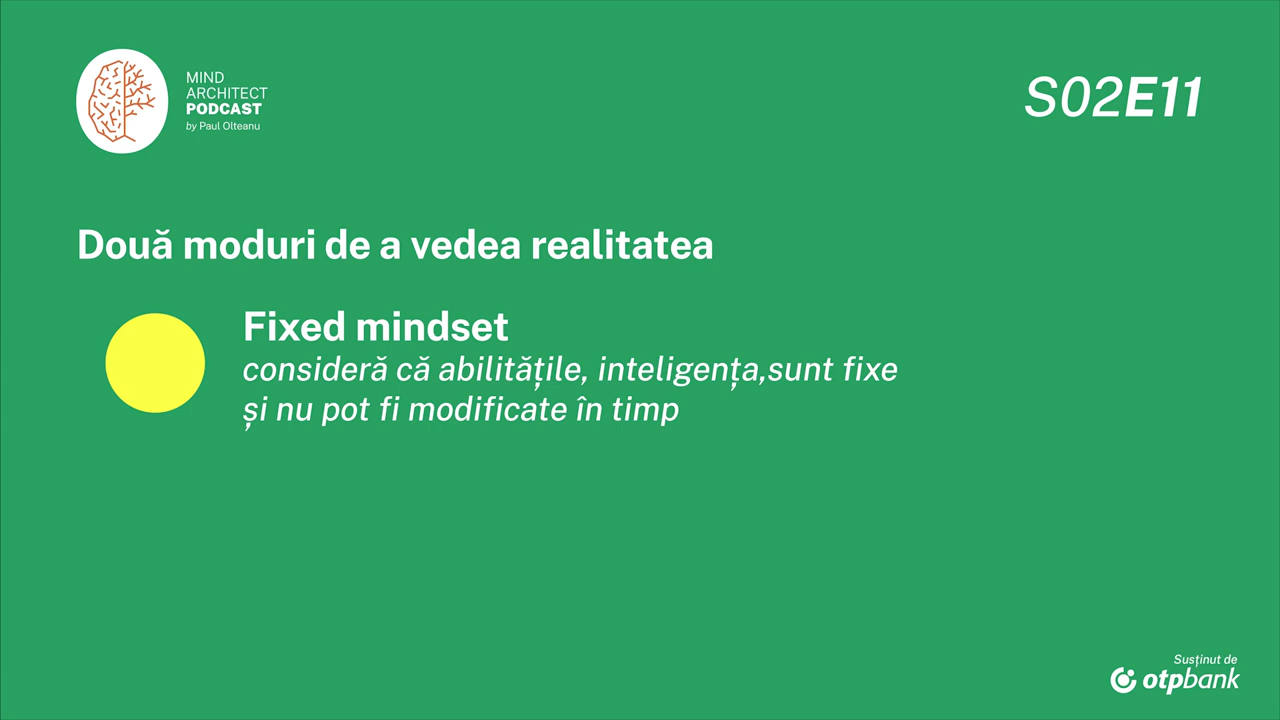 MIND
ARCHITECT
PODCAST
by Paul Olteanu
S02E11
Două moduri de a vedea realitatea
Fixed mindset
consideră că abilitățile, inteligența,sunt fixe
și nu pot fi modificate în timp
Susținut de
otpbank